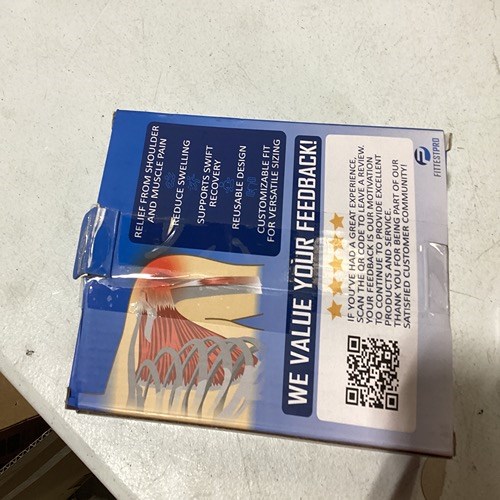 RELIEF FROM SHOULDER
AND MUSCLE PAIN
REDUCE SWELLING
SUPPORTS SWIFT
RECOVERY
REUSABLE DESIGN
CUSTOMIZABLE FIT
FOR VERSATILE SIZING
WE VALUE YOUR FEEDBACK!
IF YOU'VE HAD A GREAT EXPERIENCE,
SCAN THE QR CODE TO LEAVE A REVIEW.
YOUR FEEDBACK IS OUR MOTIVATION
TO CONTINUE TO PROVIDE EXCELLENT
PRODUCTS AND SERVICE.
THANK YOU FOR BEING PART OF OUR
SATISFIED CUSTOMER COMMUNITY!
FITTESTPRO